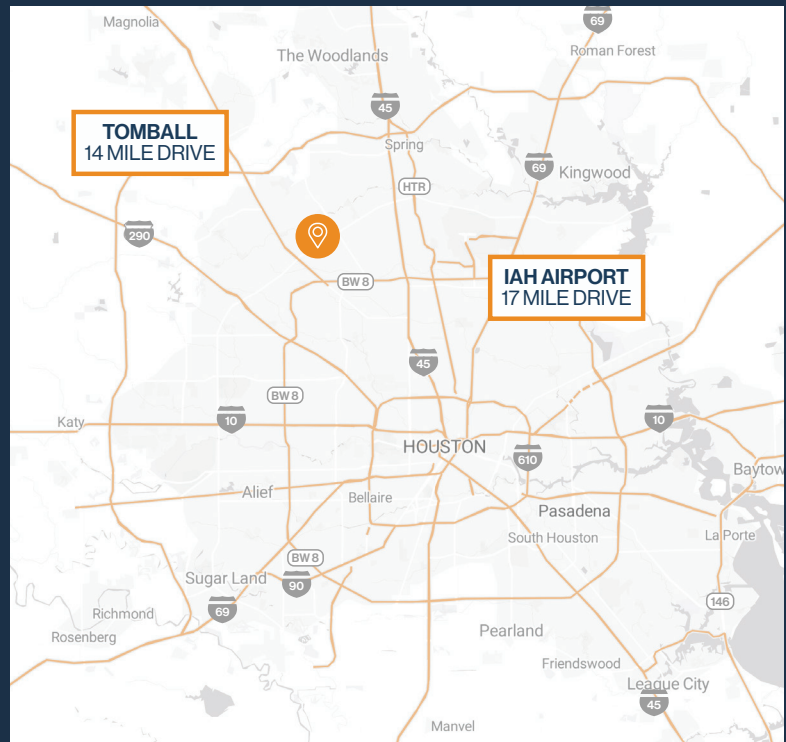 69
Magnolia
Roman Forest
The Woodlands
45
TOMBALL
14 MILE DRIVE
Spring
69
Kingwood
HTR
290
IAH AIRPORT
17 MILE DRIVE
BW 8
45
BW 8
Katy
10
10
HOUSTON
610
Baytow
Alief
Bellaire
Pasadena
South Houston
La Porte
BW 8
Sugar Land
90
69
146
Richmond
Rosenberg
Pearland
Friendswood
League City
45
Manvel